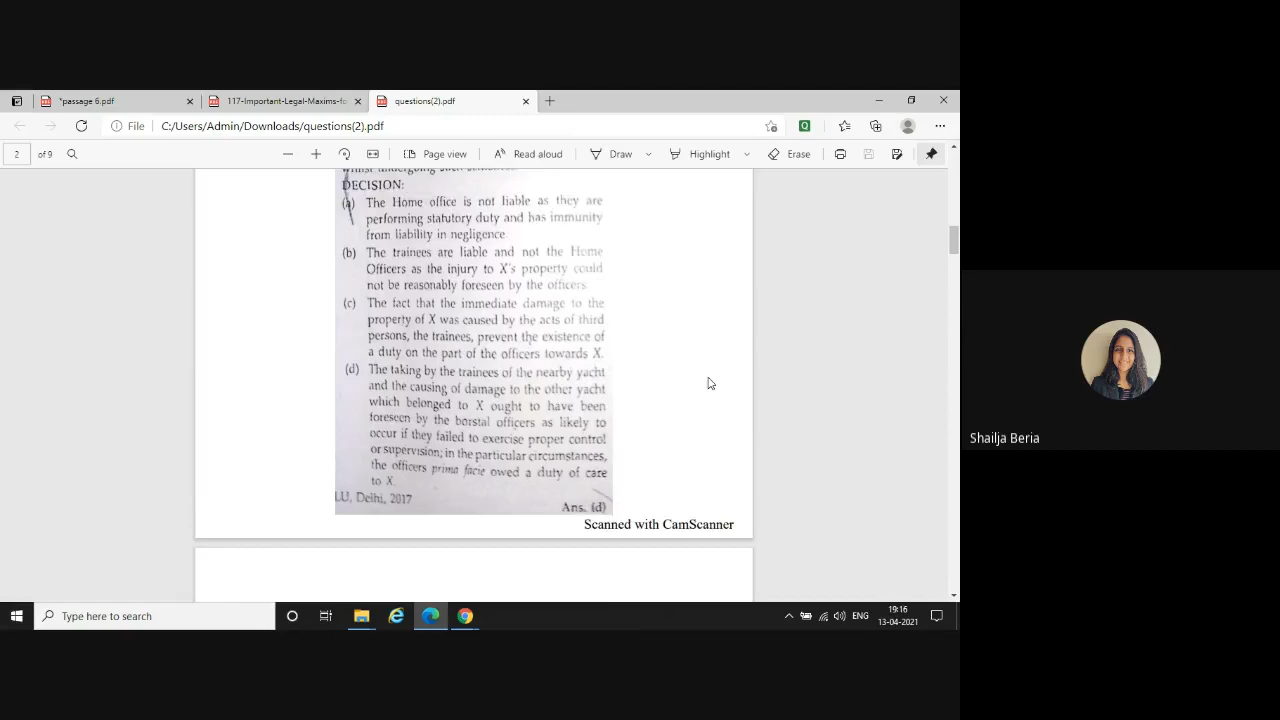 *passage 6.pdf
117-Important-Legal-Maxims-fo
questions(2).pdf
File
C:/Users/Admin/Downloads/questions(2).pdf
2
of 9
Page view
Read aloud
Draw
Highlight
Erase
whilst undergoing such
DECISION:
(a) The Home office is not liable as they are
performing statutory duty and has immunity
from liability in negligence
(b) The trainees are liable and not the Home
Officers as the injury to X's property could
not be reasonably foreseen by the officers.
(c) The fact that the immediate damage to the
property of X was caused by the acts of third
persons, the trainees, prevent the existence of
a duty on the part of the officers towards X.
(d) The taking by the trainees of the nearby yacht
and the causing of damage to the other yacht
which belonged to X ought to have been
foreseen by the borstal officers as likely to
occur if they failed to exercise proper control
or supervision; in the particular circumstances,
the officers prima facie owed a duty of care
to X.
LU, Delhi, 2017
Ans. (d)
Scanned with CamScanner
Shailja Beria
Type here to search
ENG
19:16
13-04-2021